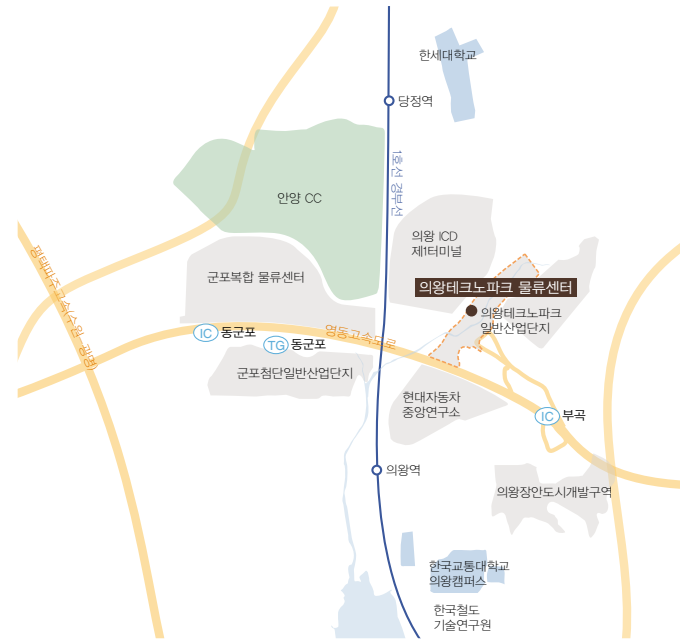 한세대학교
당정역
1호선 경부선
안양 CC
의왕 ICD
제1터미널
군포복합 물류센터
의왕테크노파크 물류센터
의왕테크노파크
일반산업단지
평택파주고속(수원·광명)
IC 동군포
영동고속도로
TG 동군포
군포첨단일반산업단지
현대자동차
중앙연구소
IC 부곡
의왕역
의왕장안도시개발구역
한국교통대학교
의왕캠퍼스
한국철도
기술연구원